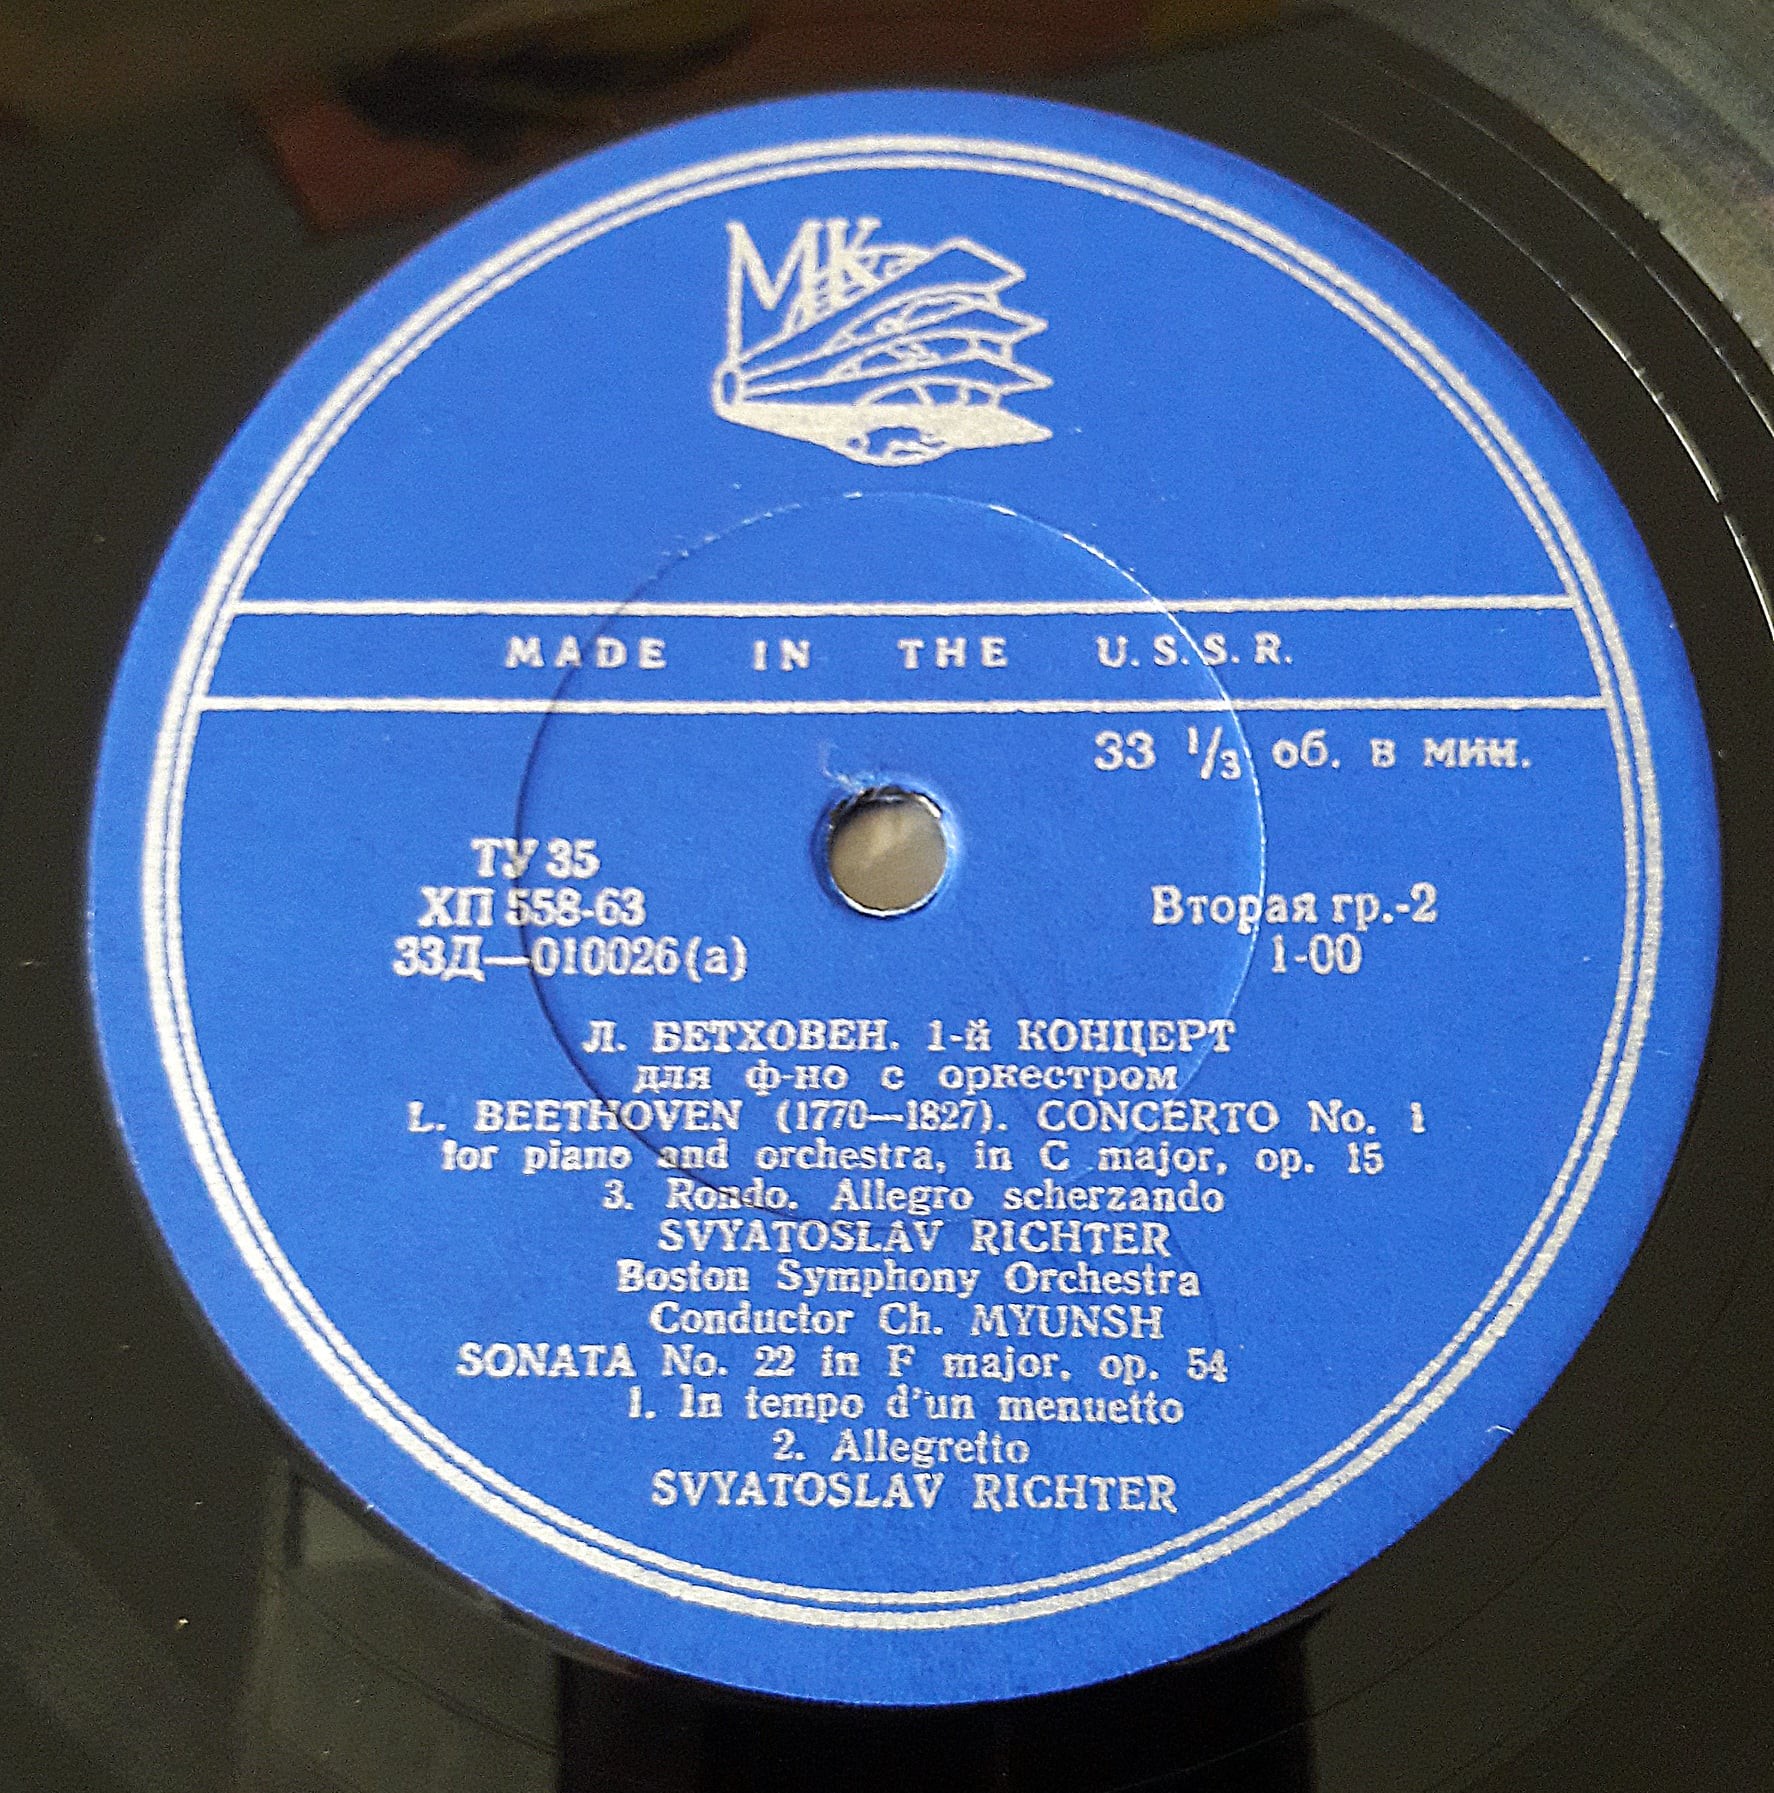 МК
MADE IN THE U.S.S.R.
33 1/3 об. в мин.
ТУ 35
ХП 558-63
33Д—010026(а)
Вторая гр.-2
1-00
Л. БЕТХОВЕН. 1-й КОНЦЕРТ
для ф-но с оркестром
L. BEETHOVEN (1770—1827). CONCERTO No. 1
for piano and orchestra, in C major, op. 15
3. Rondo. Allegro scherzando
SVYATOSLAV RICHTER
Boston Symphony Orchestra
Conductor Ch. MYUNSH
SONATA No. 22 in F major, op. 54
1. In tempo d'un menuetto
2. Allegretto
SVYATOSLAV RICHTER